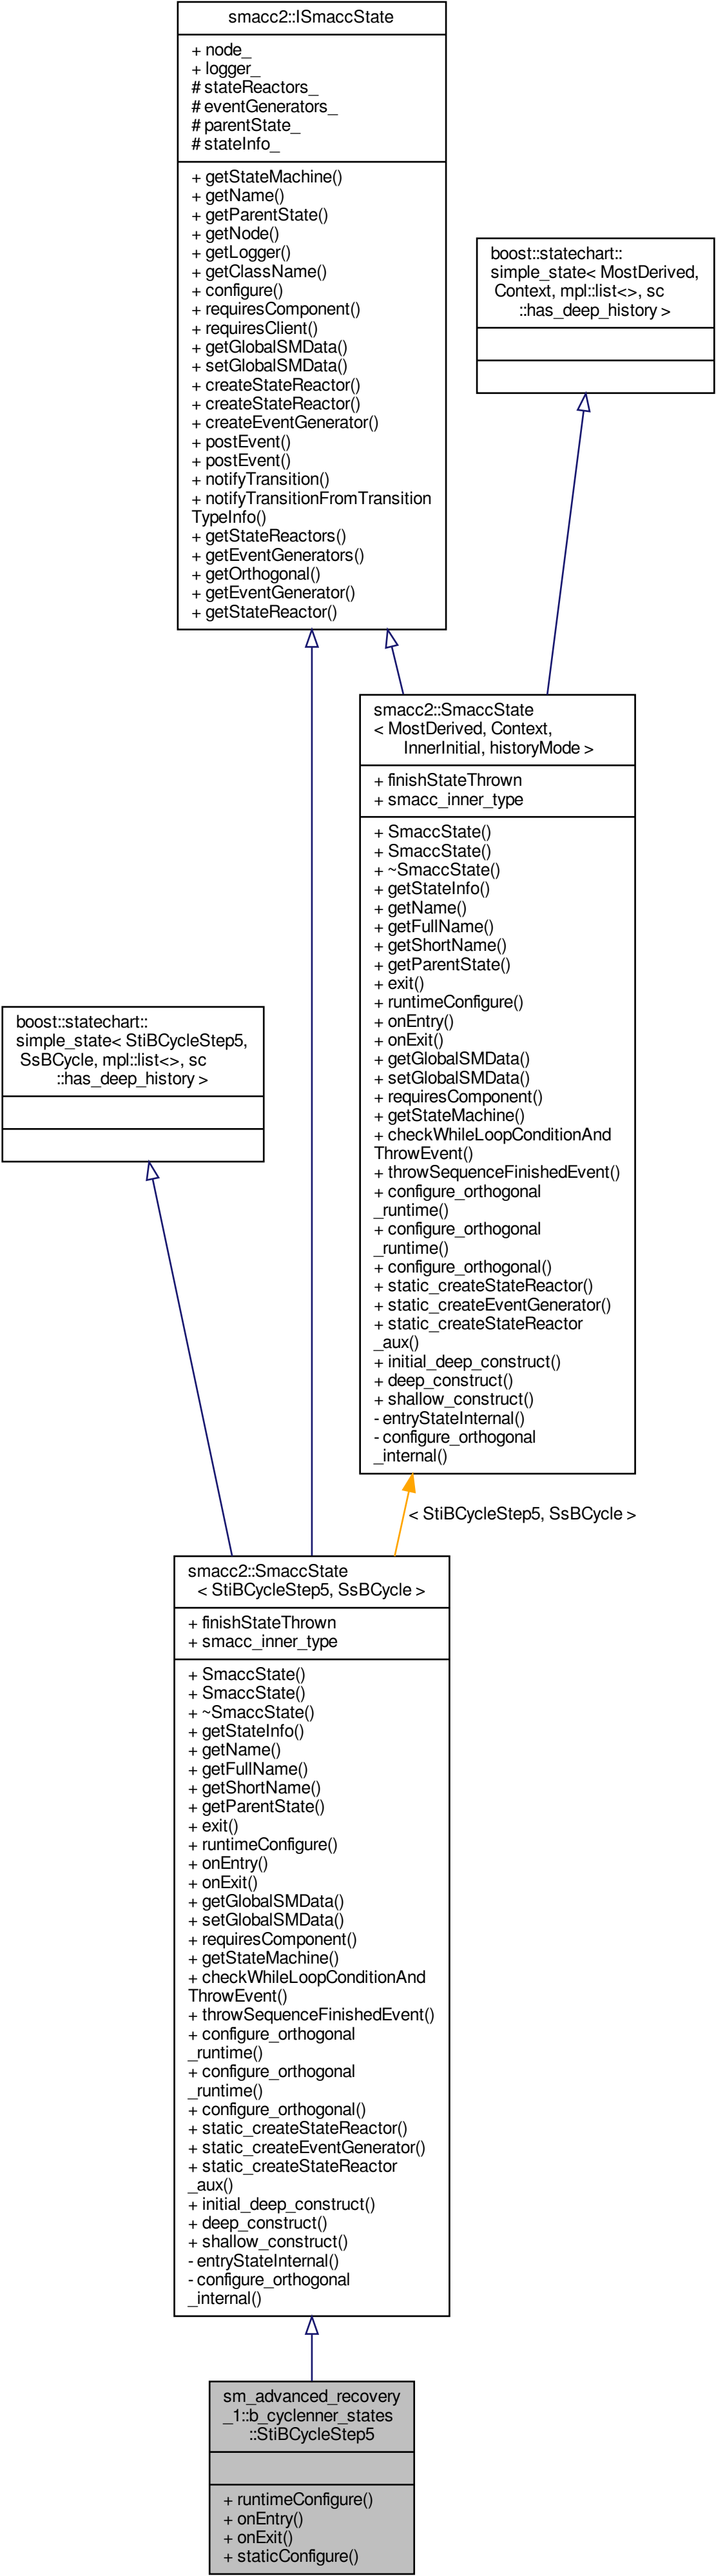 smacc2::ISmaccState
+ node_
+ logger_
# stateReactors_
# eventGenerators_
# parentState_
# stateInfo_
+ getStateMachine()
+ getName()
+ getParentState()
+ getNode()
+ getLogger()
+ getClassName()
+ configure()
+ requiresComponent()
+ requiresClient()
+ getGlobalSMData()
+ setGlobalSMData()
+ createStateReactor()
+ createStateReactor()
+ createEventGenerator()
+ postEvent()
+ postEvent()
+ notifyTransition()
+ notifyTransitionFromTransition
TypeInfo()
+ getStateReactors()
+ getEventGenerators()
+ getOrthogonal()
+ getEventGenerator()
+ getStateReactor()
boost::statechart::
simple_state< MostDerived,
Context, mpl::list<>, sc
::has_deep_history >
smacc2::SmaccState
< MostDerived, Context,
InnerInitial, historyMode >
+ finishStateThrown
+ smacc_inner_type
+ SmaccState()
+ SmaccState()
+ ~SmaccState()
+ getStateInfo()
+ getName()
+ getFullName()
+ getShortName()
+ getParentState()
+ exit()
+ runtimeConfigure()
+ onEntry()
+ onExit()
+ getGlobalSMData()
+ setGlobalSMData()
+ requiresComponent()
+ getStateMachine()
+ checkWhileLoopConditionAnd
ThrowEvent()
+ throwSequenceFinishedEvent()
+ configure_orthogonal
_runtime()
+ configure_orthogonal
_runtime()
+ configure_orthogonal()
+ static_createStateReactor()
+ static_createEventGenerator()
+ static_createStateReactor
_aux()
+ initial_deep_construct()
+ deep_construct()
+ shallow_construct()
- entryStateInternal()
- configure_orthogonal
_internal()
boost::statechart::
simple_state< StiBCycleStep5,
SsBCycle, mpl::list<>, sc
::has_deep_history >
< StiBCycleStep5, SsBCycle >
smacc2::SmaccState
< StiBCycleStep5, SsBCycle >
+ finishStateThrown
+ smacc_inner_type
+ SmaccState()
+ SmaccState()
+ ~SmaccState()
+ getStateInfo()
+ getName()
+ getFullName()
+ getShortName()
+ getParentState()
+ exit()
+ runtimeConfigure()
+ onEntry()
+ onExit()
+ getGlobalSMData()
+ setGlobalSMData()
+ requiresComponent()
+ getStateMachine()
+ checkWhileLoopConditionAnd
ThrowEvent()
+ throwSequenceFinishedEvent()
+ configure_orthogonal
_runtime()
+ configure_orthogonal
_runtime()
+ configure_orthogonal()
+ static_createStateReactor()
+ static_createEventGenerator()
+ static_createStateReactor
_aux()
+ initial_deep_construct()
+ deep_construct()
+ shallow_construct()
- entryStateInternal()
- configure_orthogonal
_internal()
sm_advanced_recovery
_1::b_cyclenner_states
::StiBCycleStep5
+ runtimeConfigure()
+ onEntry()
+ onExit()
+ staticConfigure()